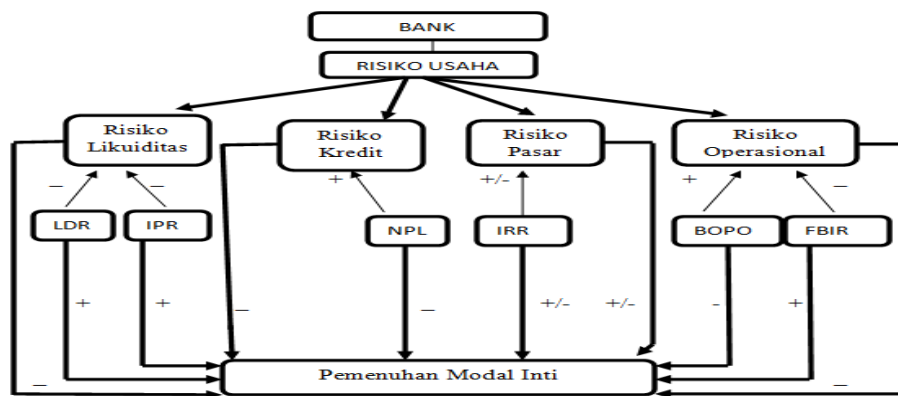 BANK
RISIKO USAHA
Risiko
Likuiditas
Risiko
Kredit
Risiko
Pasar
Risiko
Operasional
– – + +/- + –
LDR IPR NPL IRR BOPO FBIR
+ + – – +/- +/- - +
Pemenuhan Modal Inti
– –